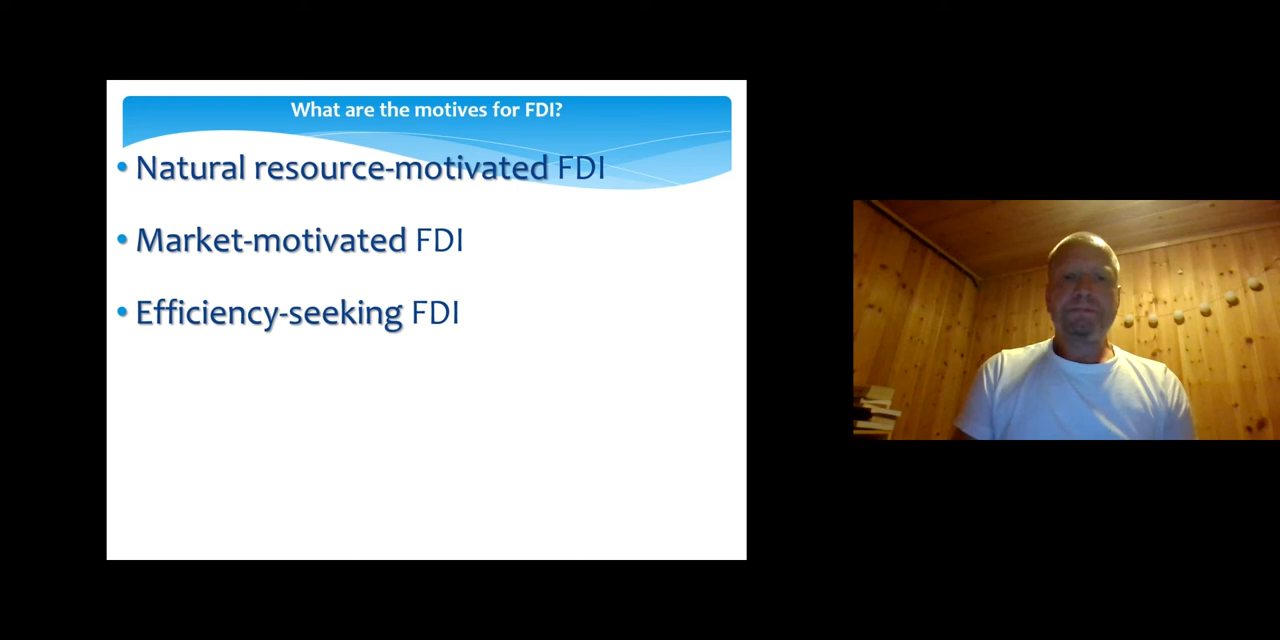 What are the motives for FDI?
• Natural resource-motivated FDI
• Market-motivated FDI
• Efficiency-seeking FDI